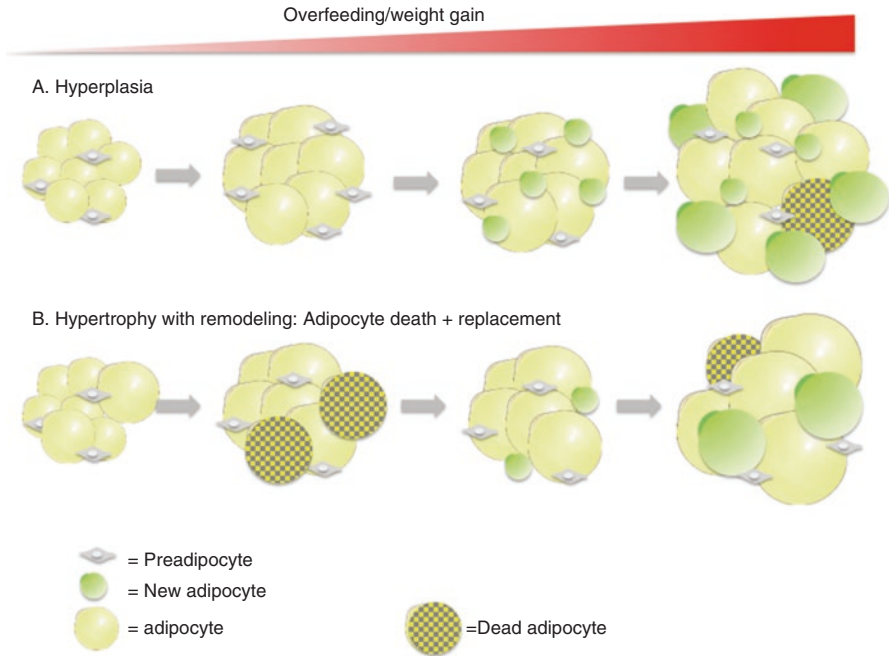 Overfeeding/weight gain
A. Hyperplasia
B. Hypertrophy with remodeling: Adipocyte death + replacement
= Preadipocyte
= New adipocyte
= adipocyte
=Dead adipocyte